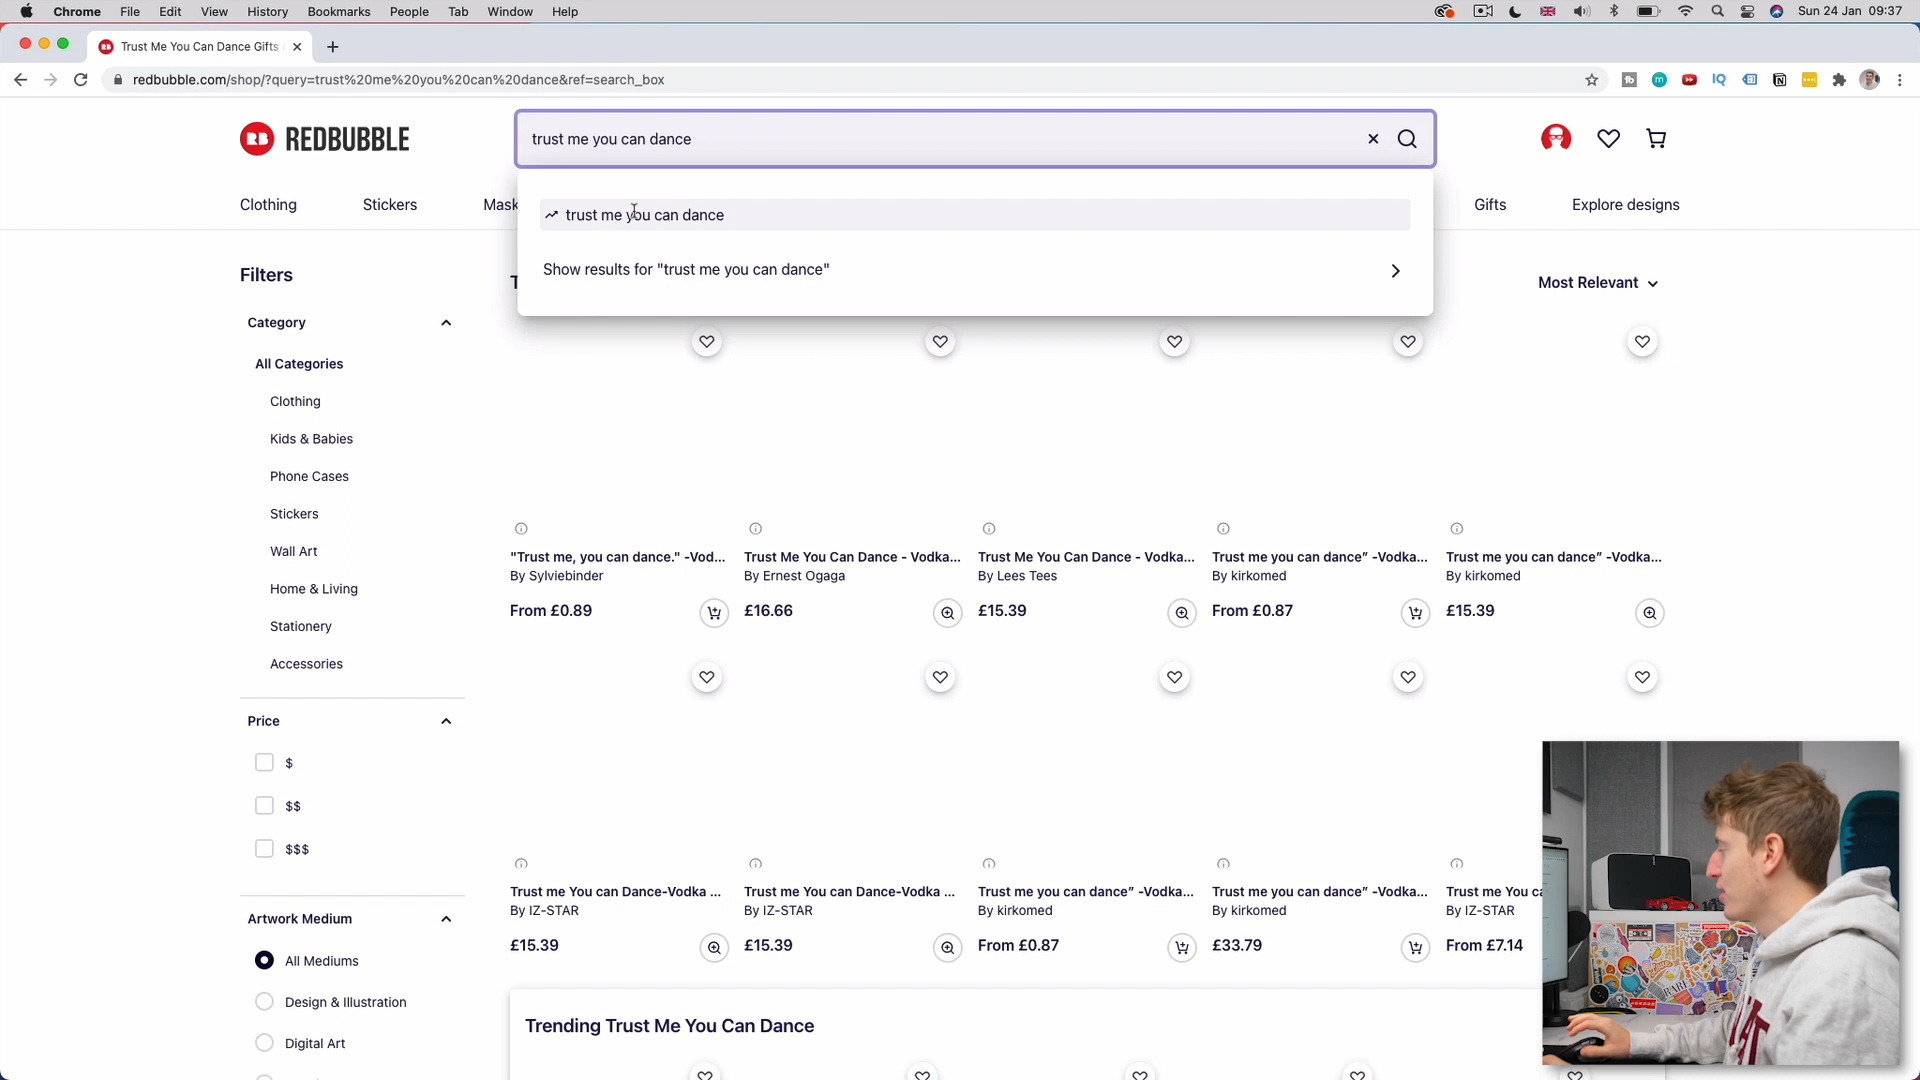 Chrome File Edit View History Bookmarks People Tab Window Help Sun 24 Jan 09:37
Trust Me You Can Dance Gifts
redbubble.com/shop/?query=trust%20me%20you%20can%20dance&ref=search_box
RB REDBUBBLE
trust me you can dance
Clothing Stickers Mask Gifts Explore designs
trust me you can dance
Show results for "trust me you can dance"
Filters
Most Relevant
Category
All Categories
Clothing
Kids & Babies
Phone Cases
Stickers
Wall Art
Home & Living
Stationery
Accessories
Price
$
$$
$$$
Artwork Medium
All Mediums
Design & Illustration
Digital Art
"Trust me, you can dance." -Vod...
By Sylviebinder
From £0.89
Trust Me You Can Dance - Vodka...
By Ernest Ogaga
£16.66
Trust Me You Can Dance - Vodka...
By Lees Tees
£15.39
Trust me you can dance” -Vodka...
By kirkomed
From £0.87
Trust me you can dance” -Vodka...
By kirkomed
£15.39
Trust me You can Dance-Vodka ...
By IZ-STAR
£15.39
Trust me You can Dance-Vodka ...
By IZ-STAR
£15.39
Trust me you can dance” -Vodka...
By kirkomed
From £0.87
Trust me you can dance” -Vodka...
By kirkomed
£33.79
Trust me You ca
By IZ-STAR
From £7.14
Trending Trust Me You Can Dance